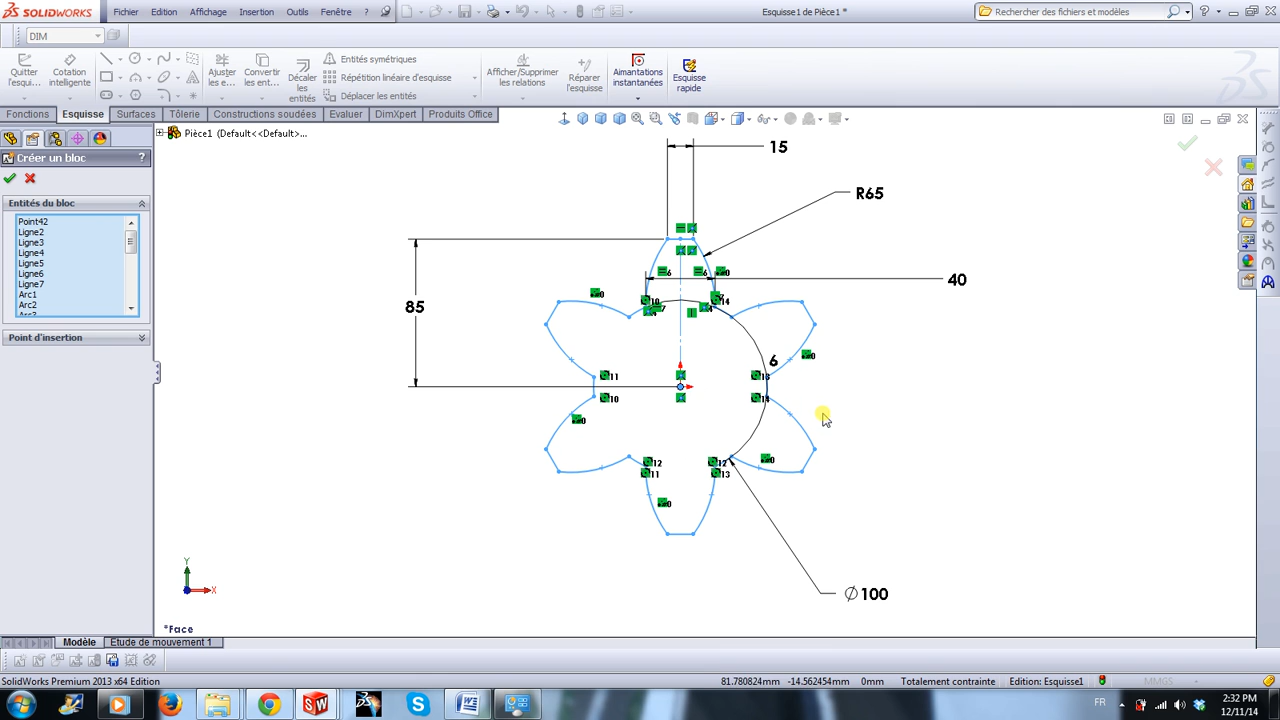 SOLIDWORKS
Fichier Edition Affichage Insertion Outils Fenêtre ?
Esquisse1 de Pièce1 *
Rechercher des fichiers et modèles
?
DIM
Quitter l'esqui...
Cotation intelligente
Ajuster les e...
Convertir les ent...
Décaler les entités
Entités symétriques
Répétition linéaire d'esquisse
Déplacer les entités
Afficher/Supprimer les relations
Réparer l'esquisse
Aimantations instantanées
Esquisse rapide
Fonctions Esquisse Surfaces Tôlerie Constructions soudées Evaluer DimXpert Produits Office
Pièce1 (Default<<Default>...
Créer un bloc ?
Entités du bloc
Point42
Ligne2
Ligne3
Ligne4
Ligne5
Ligne6
Ligne7
Arc1
Arc2
Point d'insertion
15
R65
40
85
6
Ø100
Y
X
*Face
Modèle Etude de mouvement 1
SolidWorks Premium 2013 x64 Edition
81.780824mm -14.562454mm 0mm Totalement contrainte Edition: Esquisse1 MMGS
FR
2:32 PM
12/11/14